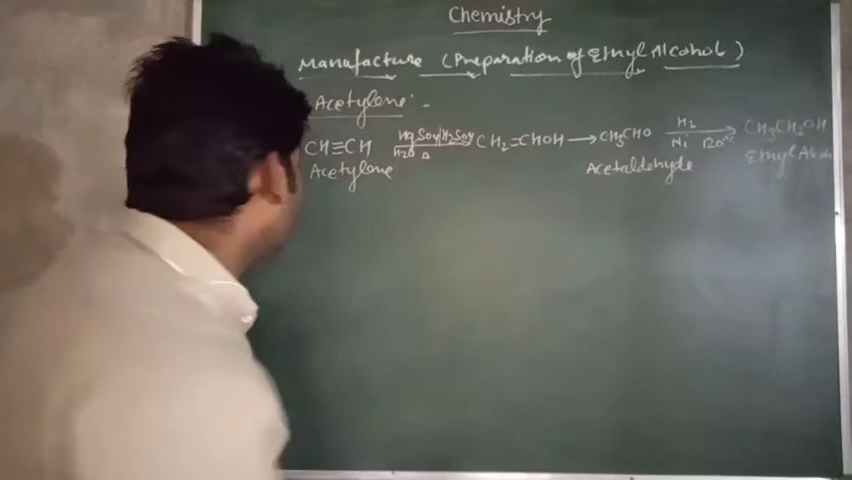 Chemistry
Manufacture (Preparation of Ethyl Alcohol)
Acetylene:-
CH≡CH HgSO4/H2SO4 H2O Δ CH2=CHOH → CH3CHO H2 Ni → CH3CH2OH
Acetylene Acetaldehyde Ethyl